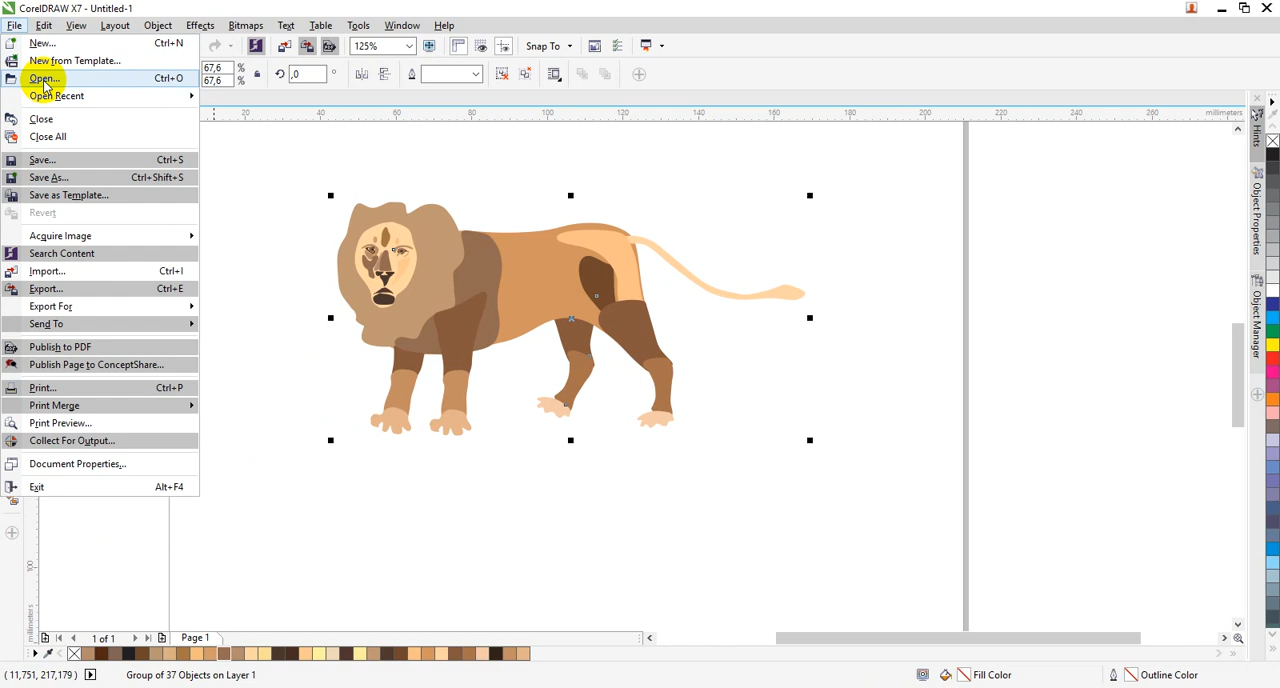 CorelDRAW X7 - Untitled-1
File Edit View Layout Object Effects Bitmaps Text Table Tools Window Help
New... Ctrl+N
New from Template...
Open... Ctrl+O
Open Recent
Close
Close All
Save... Ctrl+S
Save As... Ctrl+Shift+S
Save as Template...
Revert
Acquire Image
Search Content
Import... Ctrl+I
Export... Ctrl+E
Export For
Send To
Publish to PDF
Publish Page to ConceptShare...
Print... Ctrl+P
Print Merge
Print Preview...
Collect For Output...
Document Properties...
Exit Alt+F4
125% Snap To
67,6 %
67,6 %
,0 °
20 40 60 80 100 120 140 160 180 200 220 240 260 millimeters
Hints
Object Properties
Object Manager
100
millimeters
1 of 1 Page 1
(11,751, 217,179) Group of 37 Objects on Layer 1 Fill Color Outline Color